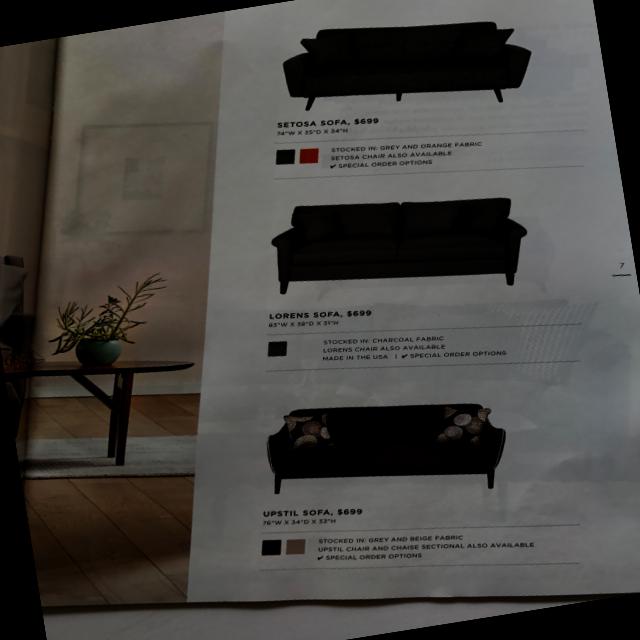 SETOSA SOFA, $699
74"W X 35"D X 34"H
STOCKED IN: GREY AND ORANGE FABRIC
SETOSA CHAIR ALSO AVAILABLE
✔ SPECIAL ORDER OPTIONS
7
LORENS SOFA, $699
83"W X 38"D X 31"H
STOCKED IN: CHARCOAL FABRIC
LORENS CHAIR ALSO AVAILABLE
MADE IN THE USA | ✔ SPECIAL ORDER OPTIONS
UPSTIL SOFA, $699
76"W X 34"D X 33"H
STOCKED IN: GREY AND BEIGE FABRIC
UPSTIL CHAIR AND CHAISE SECTIONAL ALSO AVAILABLE
✔ SPECIAL ORDER OPTIONS